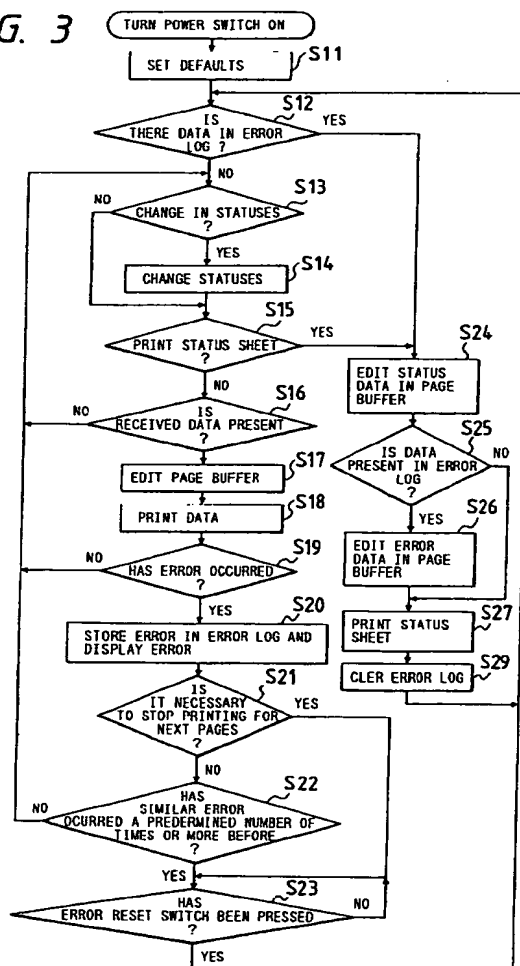 G. 3
TURN POWER SWITCH ON
SET DEFAULTS
S11
IS
THERE DATA IN ERROR
LOG ?
S12
YES
NO
CHANGE IN STATUSES
?
S13
NO
YES
CHANGE STATUSES
S14
PRINT STATUS SHEET
?
S15
YES
NO
IS
RECEIVED DATA PRESENT
?
S16
NO
YES
EDIT PAGE BUFFER
S17
PRINT DATA
S18
HAS ERROR OCCURRED
?
S19
NO
YES
STORE ERROR IN ERROR LOG AND
DISPLAY ERROR
S20
IS
IT NECESSARY
TO STOP PRINTING FOR
NEXT PAGES
?
S21
YES
NO
HAS
SIMILAR ERROR
OCURRED A PREDERMINED NUMBER OF
TIMES OR MORE BEFORE
?
S22
NO
YES
HAS
ERROR RESET SWITCH BEEN PRESSED
?
S23
NO
YES
EDIT STATUS
DATA IN PAGE
BUFFER
S24
IS DATA
PRESENT IN ERROR
LOG
?
S25
NO
YES
EDIT ERROR
DATA IN PAGE
BUFFER
S26
PRINT STATUS
SHEET
S27
CLER ERROR LOG
S29